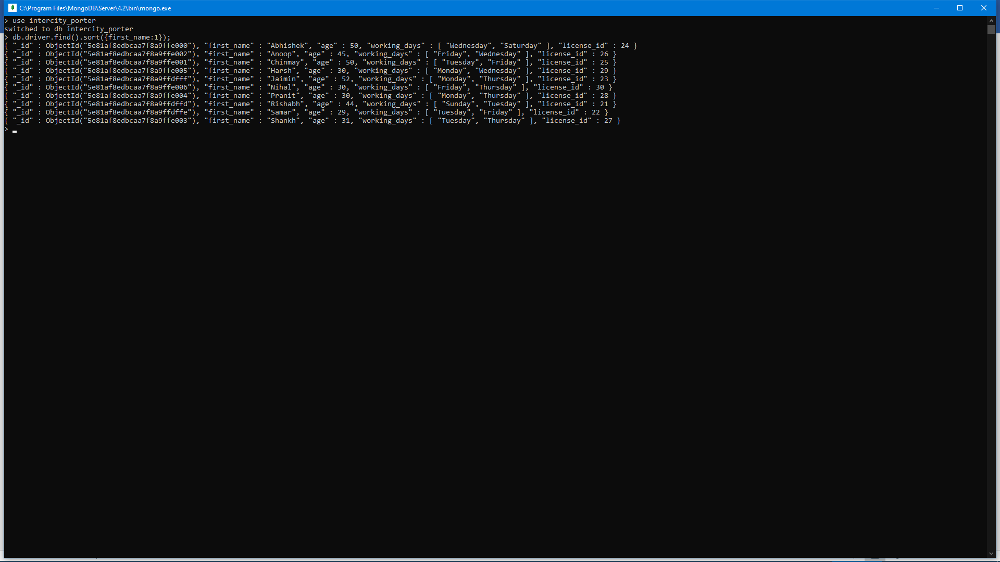 C:\Program Files\MongoDB\Server\4.2\bin\mongo.exe
> use intercity_porter
switched to db intercity_porter
> db.driver.find().sort({first_name:1});
{ "_id" : ObjectId("5e81af8edbcaa7f8a9ffe000"), "first_name" : "Abhishek", "age" : 50, "working_days" : [ "Wednesday", "Saturday" ], "license_id" : 24 }
{ "_id" : ObjectId("5e81af8edbcaa7f8a9ffe002"), "first_name" : "Anoop", "age" : 45, "working_days" : [ "Friday", "Wednesday" ], "license_id" : 26 }
{ "_id" : ObjectId("5e81af8edbcaa7f8a9ffe001"), "first_name" : "Chinmay", "age" : 50, "working_days" : [ "Tuesday", "Friday" ], "license_id" : 25 }
{ "_id" : ObjectId("5e81af8edbcaa7f8a9ffe005"), "first_name" : "Harsh", "age" : 30, "working_days" : [ "Monday", "Wednesday" ], "license_id" : 29 }
{ "_id" : ObjectId("5e81af8edbcaa7f8a9ffdfff"), "first_name" : "Jaimin", "age" : 52, "working_days" : [ "Monday", "Thursday" ], "license_id" : 23 }
{ "_id" : ObjectId("5e81af8edbcaa7f8a9ffe006"), "first_name" : "Nihal", "age" : 30, "working_days" : [ "Friday", "Thursday" ], "license_id" : 30 }
{ "_id" : ObjectId("5e81af8edbcaa7f8a9ffe004"), "first_name" : "Pranit", "age" : 30, "working_days" : [ "Monday", "Thursday" ], "license_id" : 28 }
{ "_id" : ObjectId("5e81af8edbcaa7f8a9ffdffd"), "first_name" : "Rishabh", "age" : 44, "working_days" : [ "Sunday", "Tuesday" ], "license_id" : 21 }
{ "_id" : ObjectId("5e81af8edbcaa7f8a9ffdffe"), "first_name" : "Samar", "age" : 29, "working_days" : [ "Tuesday", "Friday" ], "license_id" : 22 }
{ "_id" : ObjectId("5e81af8edbcaa7f8a9ffe003"), "first_name" : "Shankh", "age" : 31, "working_days" : [ "Tuesday", "Thursday" ], "license_id" : 27 }
>